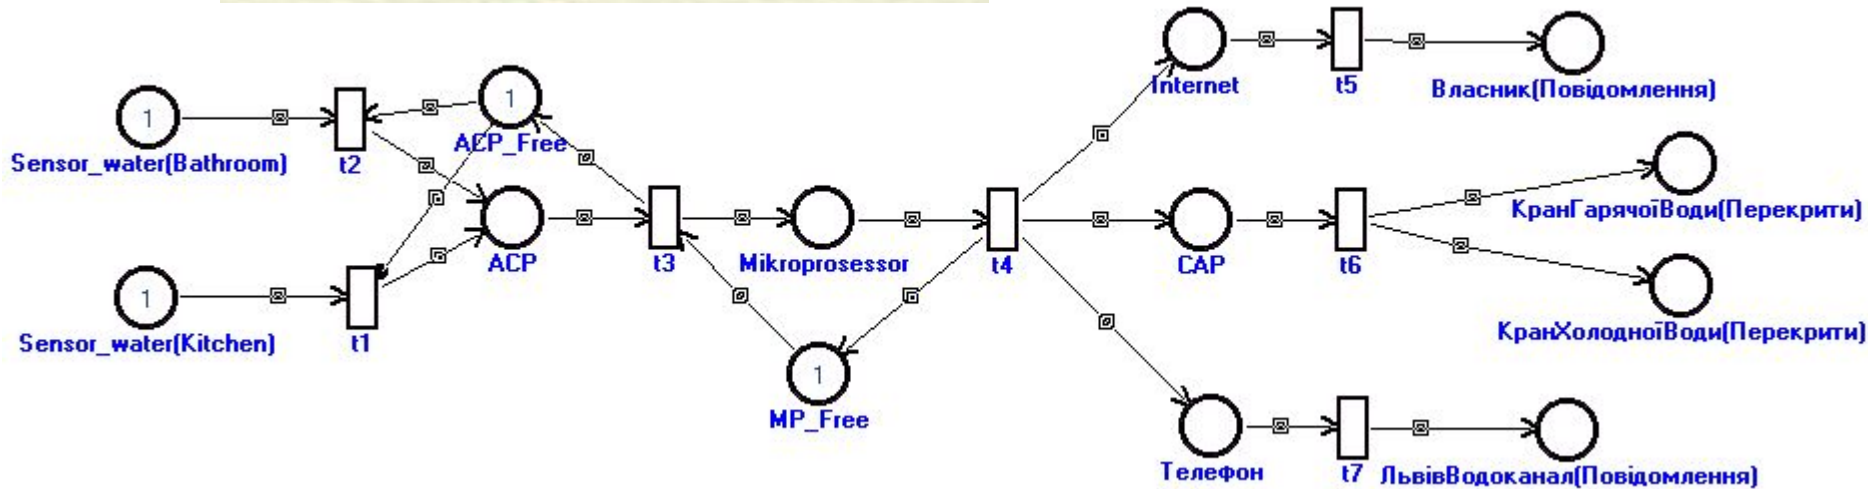 Internet
t5
Власник(Повідомлення)
1
1
ACP_Free
Sensor_water(Bathroom)
t2
КранГарячоїВоди(Перекрити)
ACP
t3
Mikroprosessor
t4
CAP
t6
1
Sensor_water(Kitchen)
t1
КранХолодноїВоди(Перекрити)
1
MP_Free
Телефон
t7
ЛьвівВодоканал(Повідомлення)